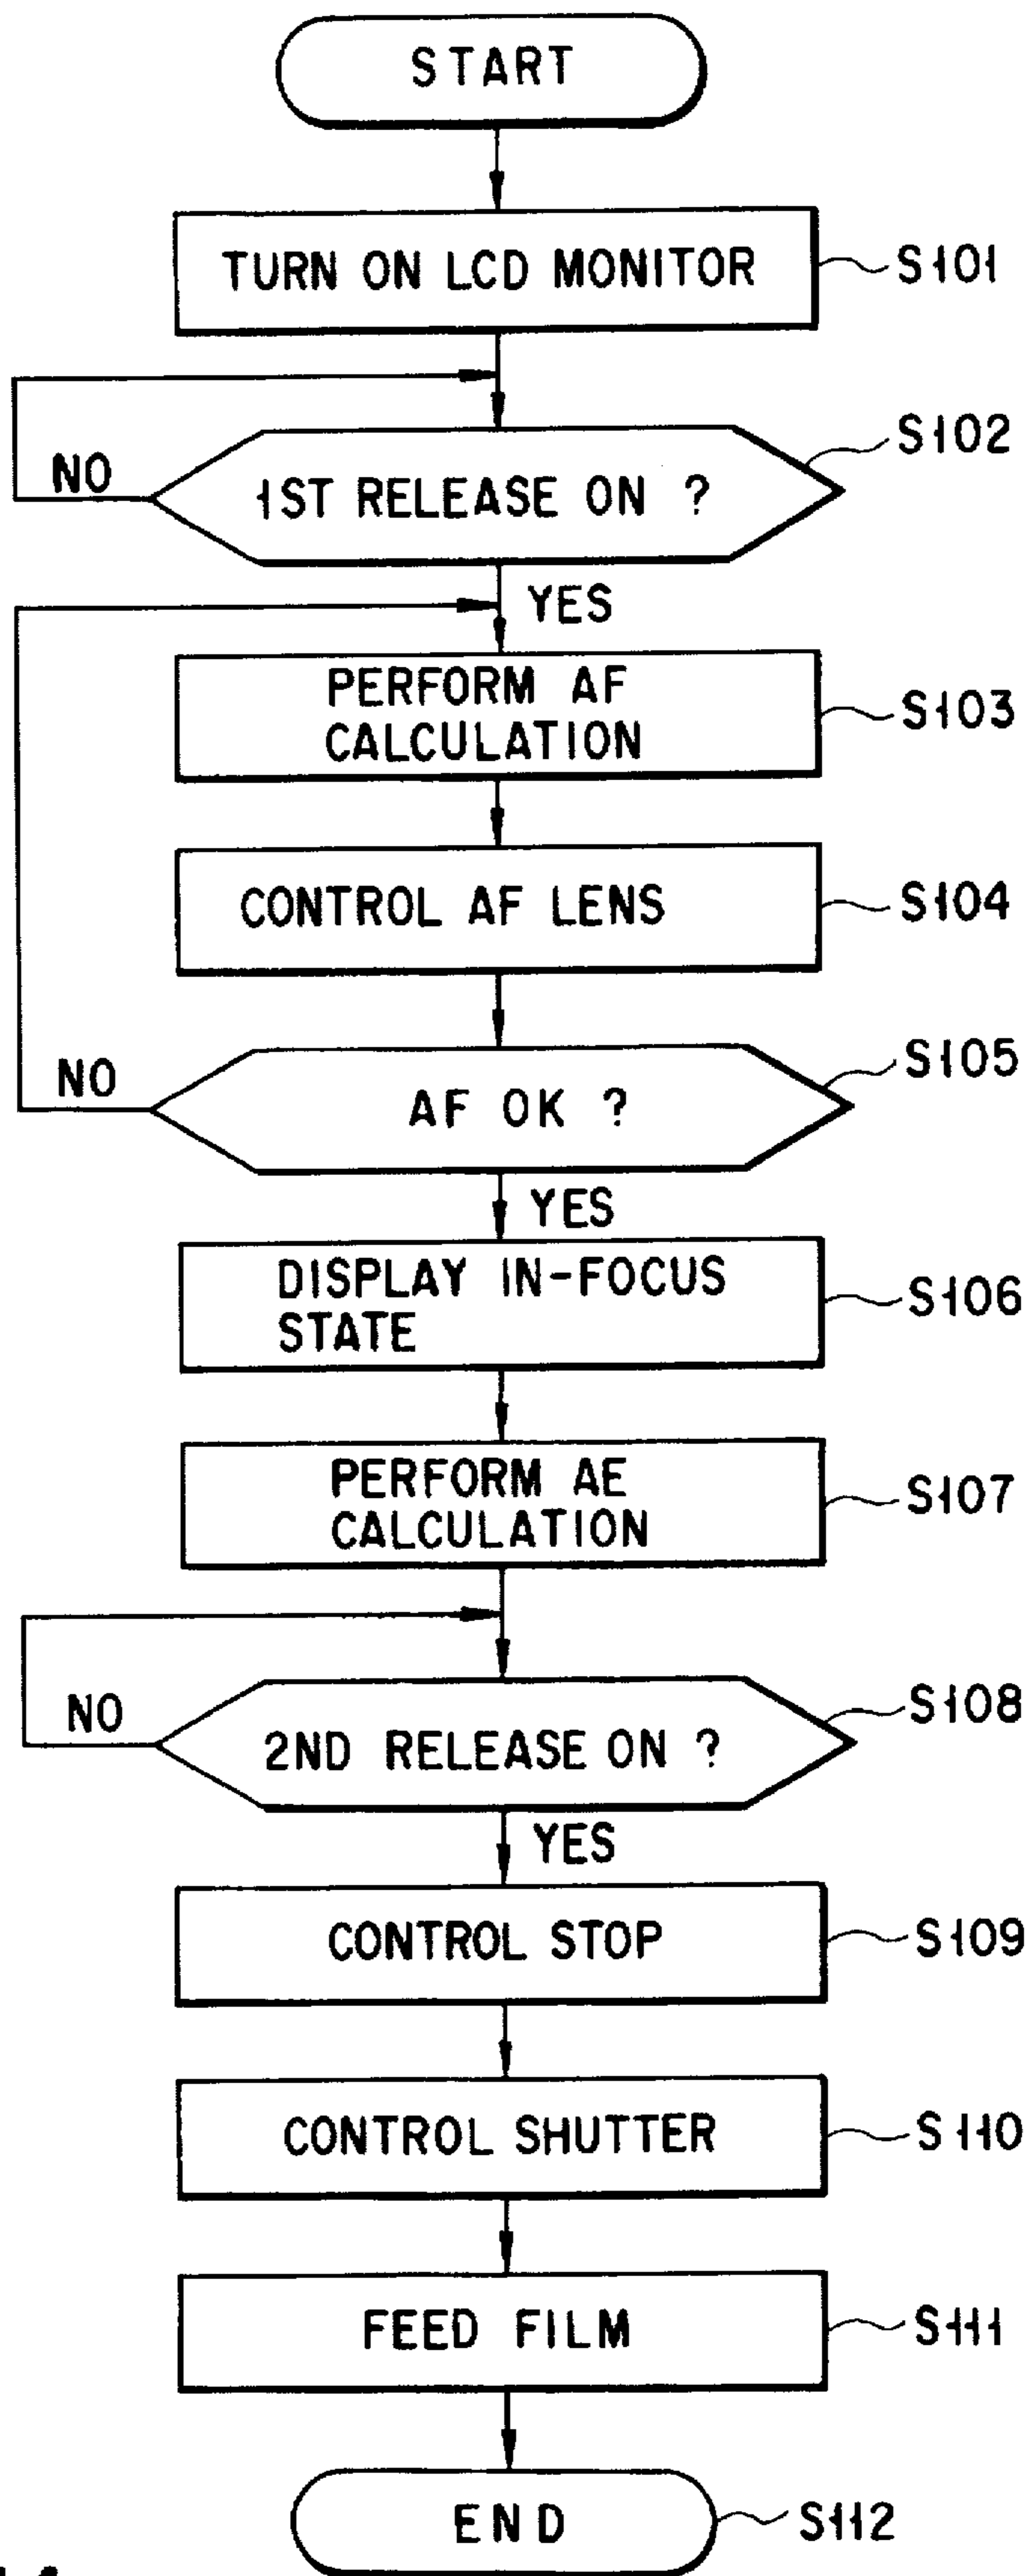 START
TURN ON LCD MONITOR
S101
S102
NO
1ST RELEASE ON ?
YES
PERFORM AF
CALCULATION
S103
CONTROL AF LENS
S104
S105
NO
AF OK ?
YES
DISPLAY IN-FOCUS
STATE
S106
PERFORM AE
CALCULATION
S107
S108
NO
2ND RELEASE ON ?
YES
CONTROL STOP
S109
CONTROL SHUTTER
S110
FEED FILM
S111
END
S112